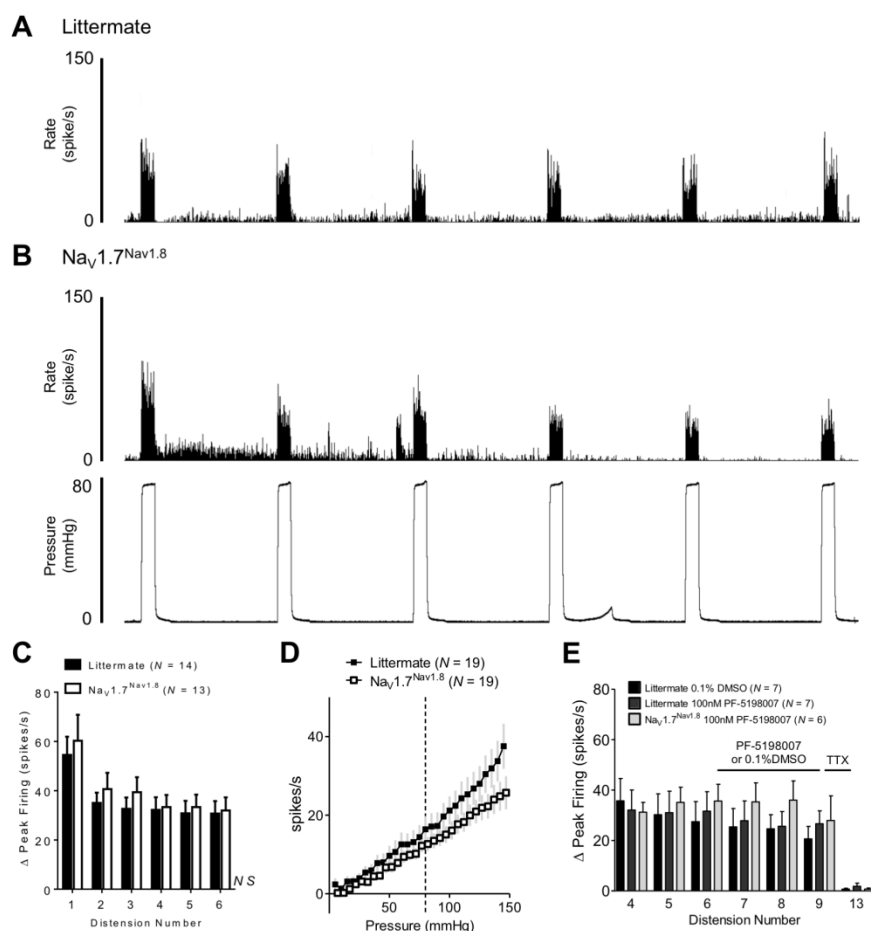 A Littermate
150
Rate
(spike/s)
0
B Nav1.7Nav1.8
150
Rate
(spike/s)
0
80
Pressure
(mmHg)
0
C
Littermate (N = 14)
Nav1.7Nav1.8 (N = 13)
80
60
40
20
0
Δ Peak Firing (spikes/s)
1 2 3 4 5 6
NS
Distension Number
D
Littermate (N = 19)
Nav1.7Nav1.8 (N = 19)
40
20
0
spikes/s
50 100 150
Pressure (mmHg)
E
Littermate 0.1% DMSO (N = 7)
Littermate 100nM PF-5198007 (N = 7)
Nav1.7Nav1.8 100nM PF-5198007 (N = 6)
80
60
40
20
0
Δ Peak Firing (spikes/s)
PF-5198007
or 0.1%DMSO
TTX
4 5 6 7 8 9 13
Distension Number